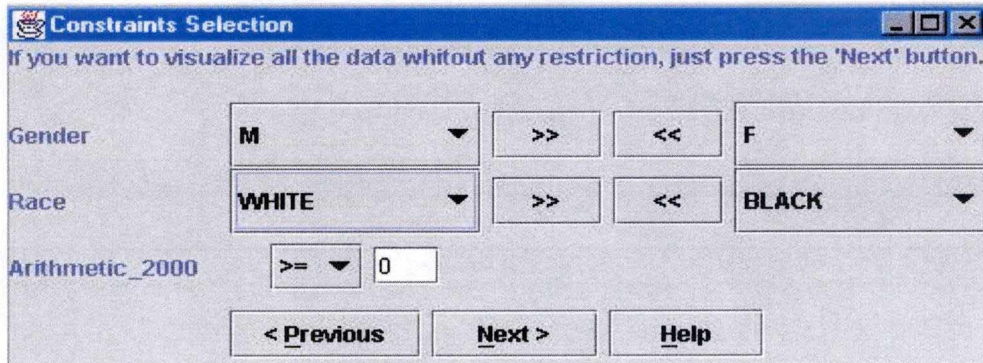 Constraints Selection
If you want to visualize all the data whitout any restriction, just press the 'Next' button.
Gender M >> << F
Race WHITE >> << BLACK
Arithmetic_2000 >= 0
< Previous Next > Help